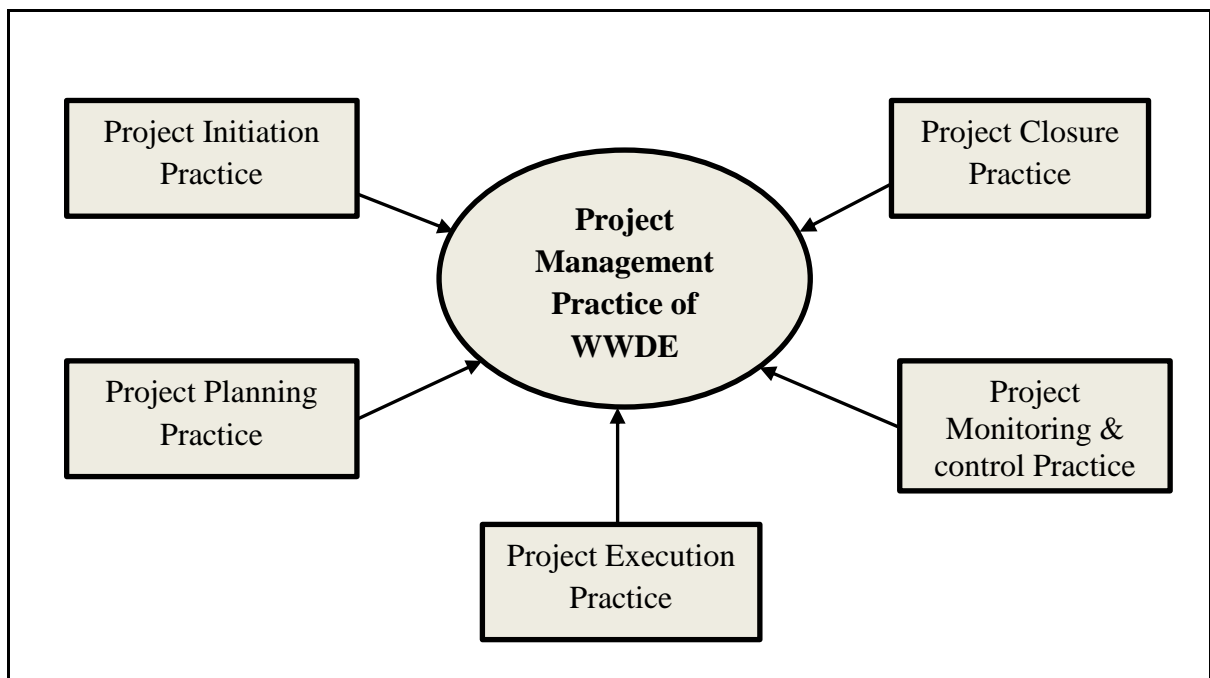 Project Initiation
Practice
Project Closure
Practice
Project
Management
Practice of
WWDE
Project Planning
Practice
Project
Monitoring &
control Practice
Project Execution
Practice